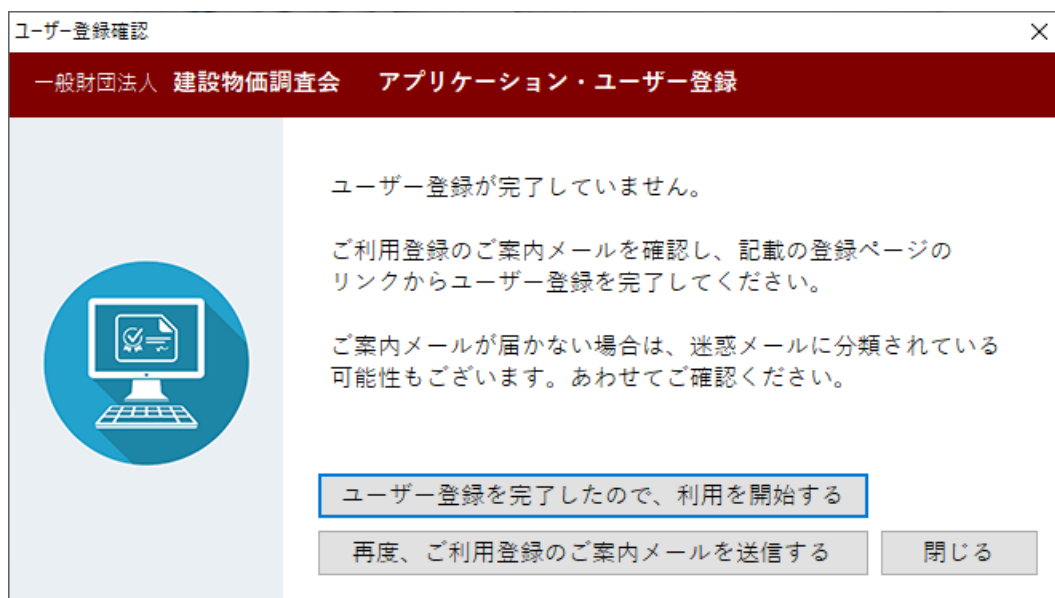 ユーザー登録確認
一般財団法人 建設物価調査会 アプリケーション・ユーザー登録
ユーザー登録が完了していません。
ご利用登録のご案内メールを確認し、記載の登録ページの
リンクからユーザー登録を完了してください。
ご案内メールが届かない場合は、迷惑メールに分類されている
可能性もございます。あわせてご確認ください。
ユーザー登録を完了したので、利用を開始する
再度、ご利用登録のご案内メールを送信する
閉じる